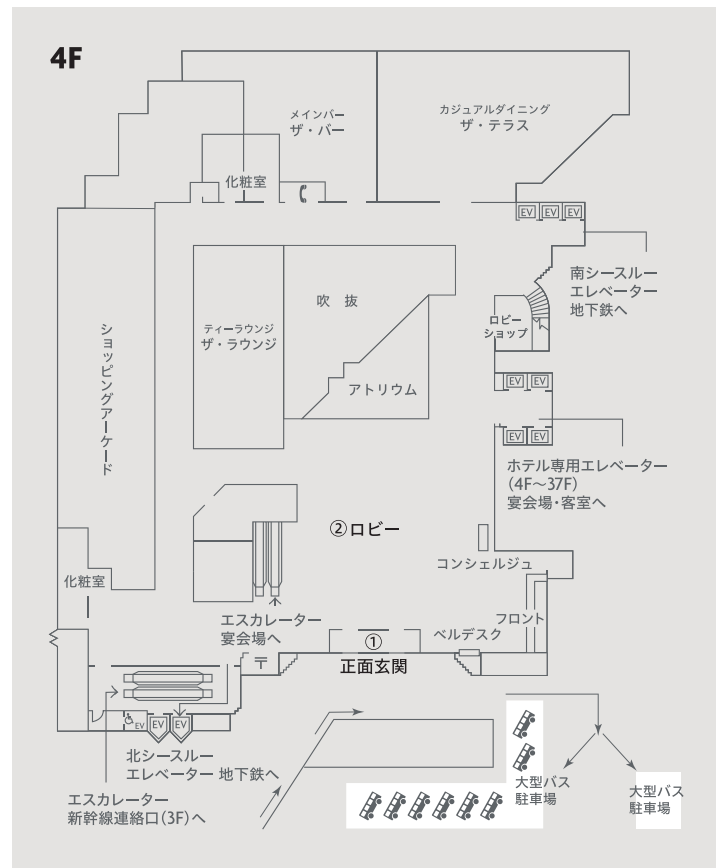 4F
メインバー
ザ・バー
カジュアルダイニング
ザ・テラス
化粧室
EV EV EV
南シースルー
エレベーター
地下鉄へ
吹 抜
ロビー
ショップ
ティーラウンジ
ザ・ラウンジ
アトリウム
ショッピングアーケード
EV EV
EV EV
ホテル専用エレベーター
(4F〜37F)
宴会場・客室へ
②ロビー
コンシェルジュ
化粧室
エスカレーター
宴会場へ
フロント
ベルデスク
①
正面玄関
〒
EV EV EV
北シースルー
エレベーター 地下鉄へ
エスカレーター
新幹線連絡口(3F)へ
大型バス
駐車場
大型バス
駐車場